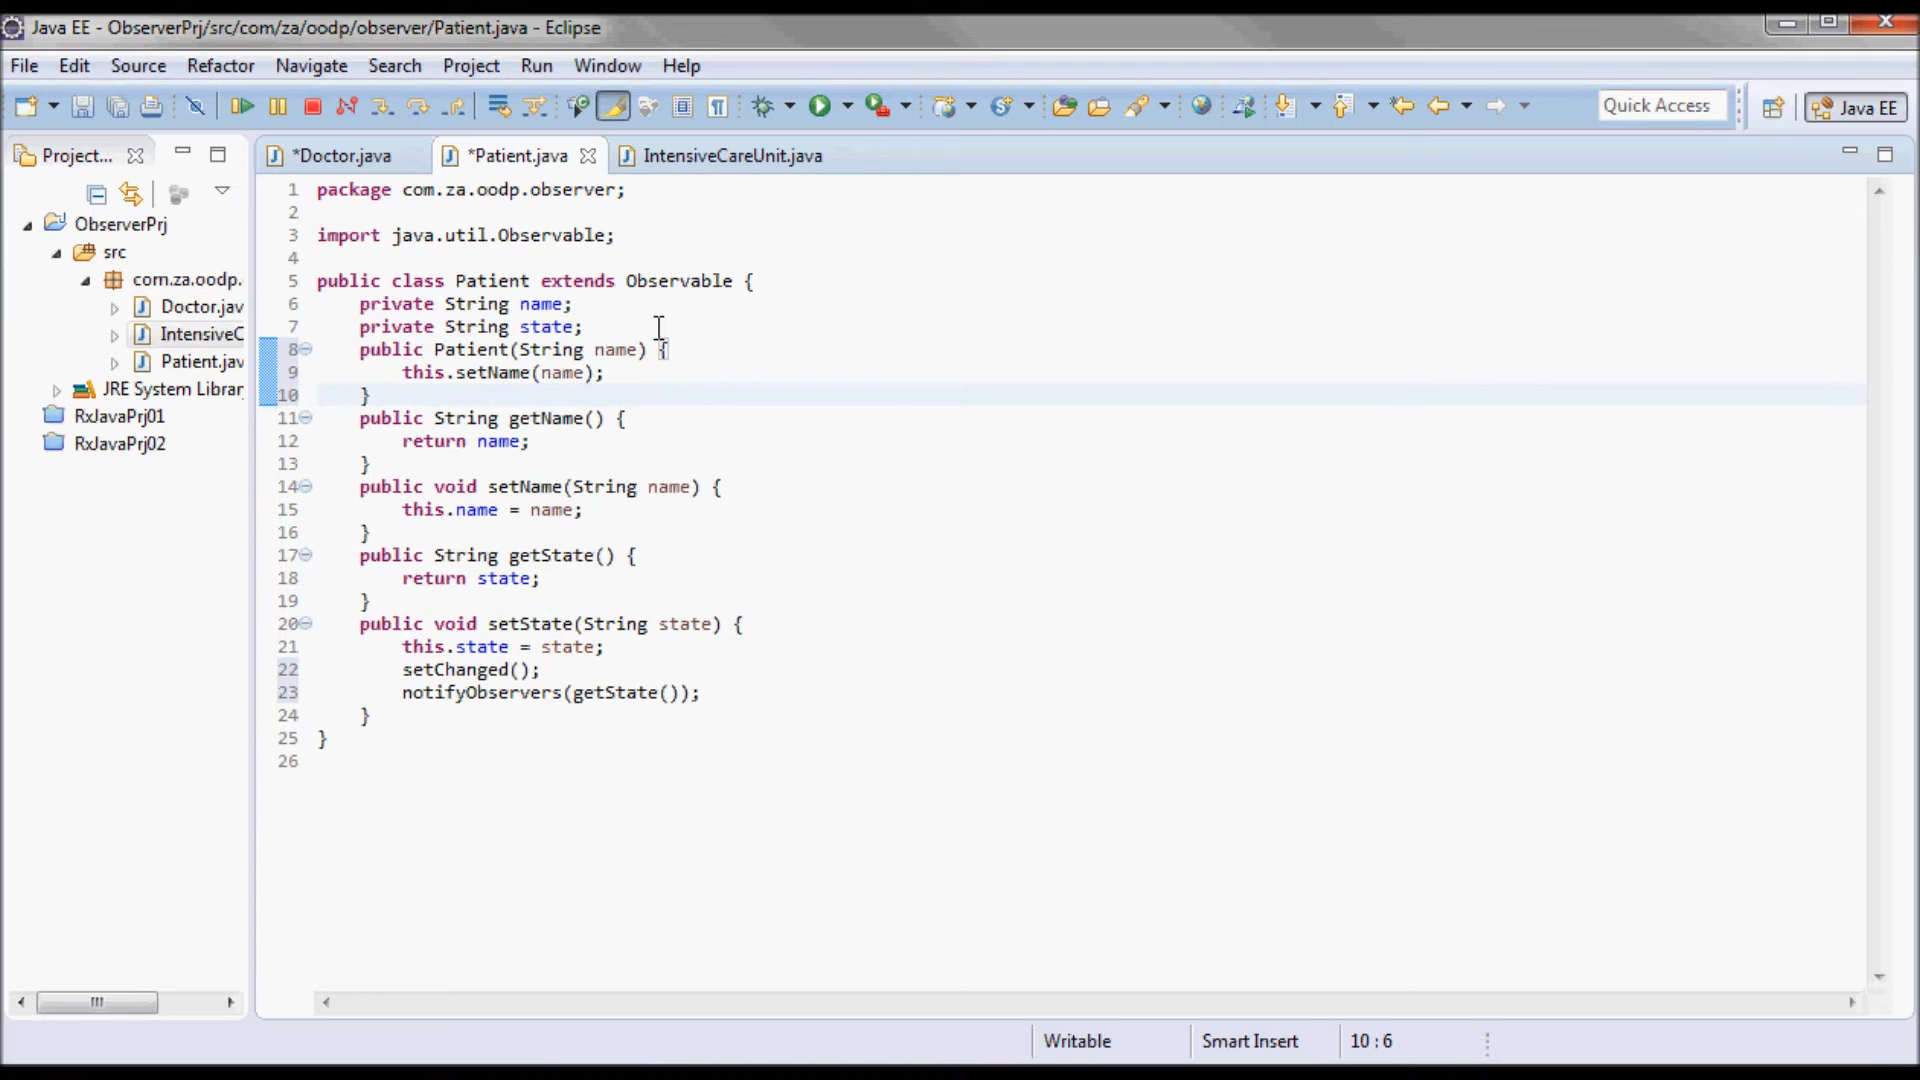 Java EE - ObserverPrj/src/com/za/oodp/observer/Patient.java - Eclipse
File Edit Source Refactor Navigate Search Project Run Window Help
Quick Access Java EE
Project... *Doctor.java *Patient.java IntensiveCareUnit.java
ObserverPrj
src
com.za.oodp.
Doctor.jav
IntensiveC
Patient.jav
JRE System Librar
RxJavaPrj01
RxJavaPrj02
1 package com.za.oodp.observer;
2
3 import java.util.Observable;
4
5 public class Patient extends Observable {
6 private String name;
7 private String state;
8 public Patient(String name) {
9 this.setName(name);
10 }
11 public String getName() {
12 return name;
13 }
14 public void setName(String name) {
15 this.name = name;
16 }
17 public String getState() {
18 return state;
19 }
20 public void setState(String state) {
21 this.state = state;
22 setChanged();
23 notifyObservers(getState());
24 }
25 }
26
Writable Smart Insert 10 : 6